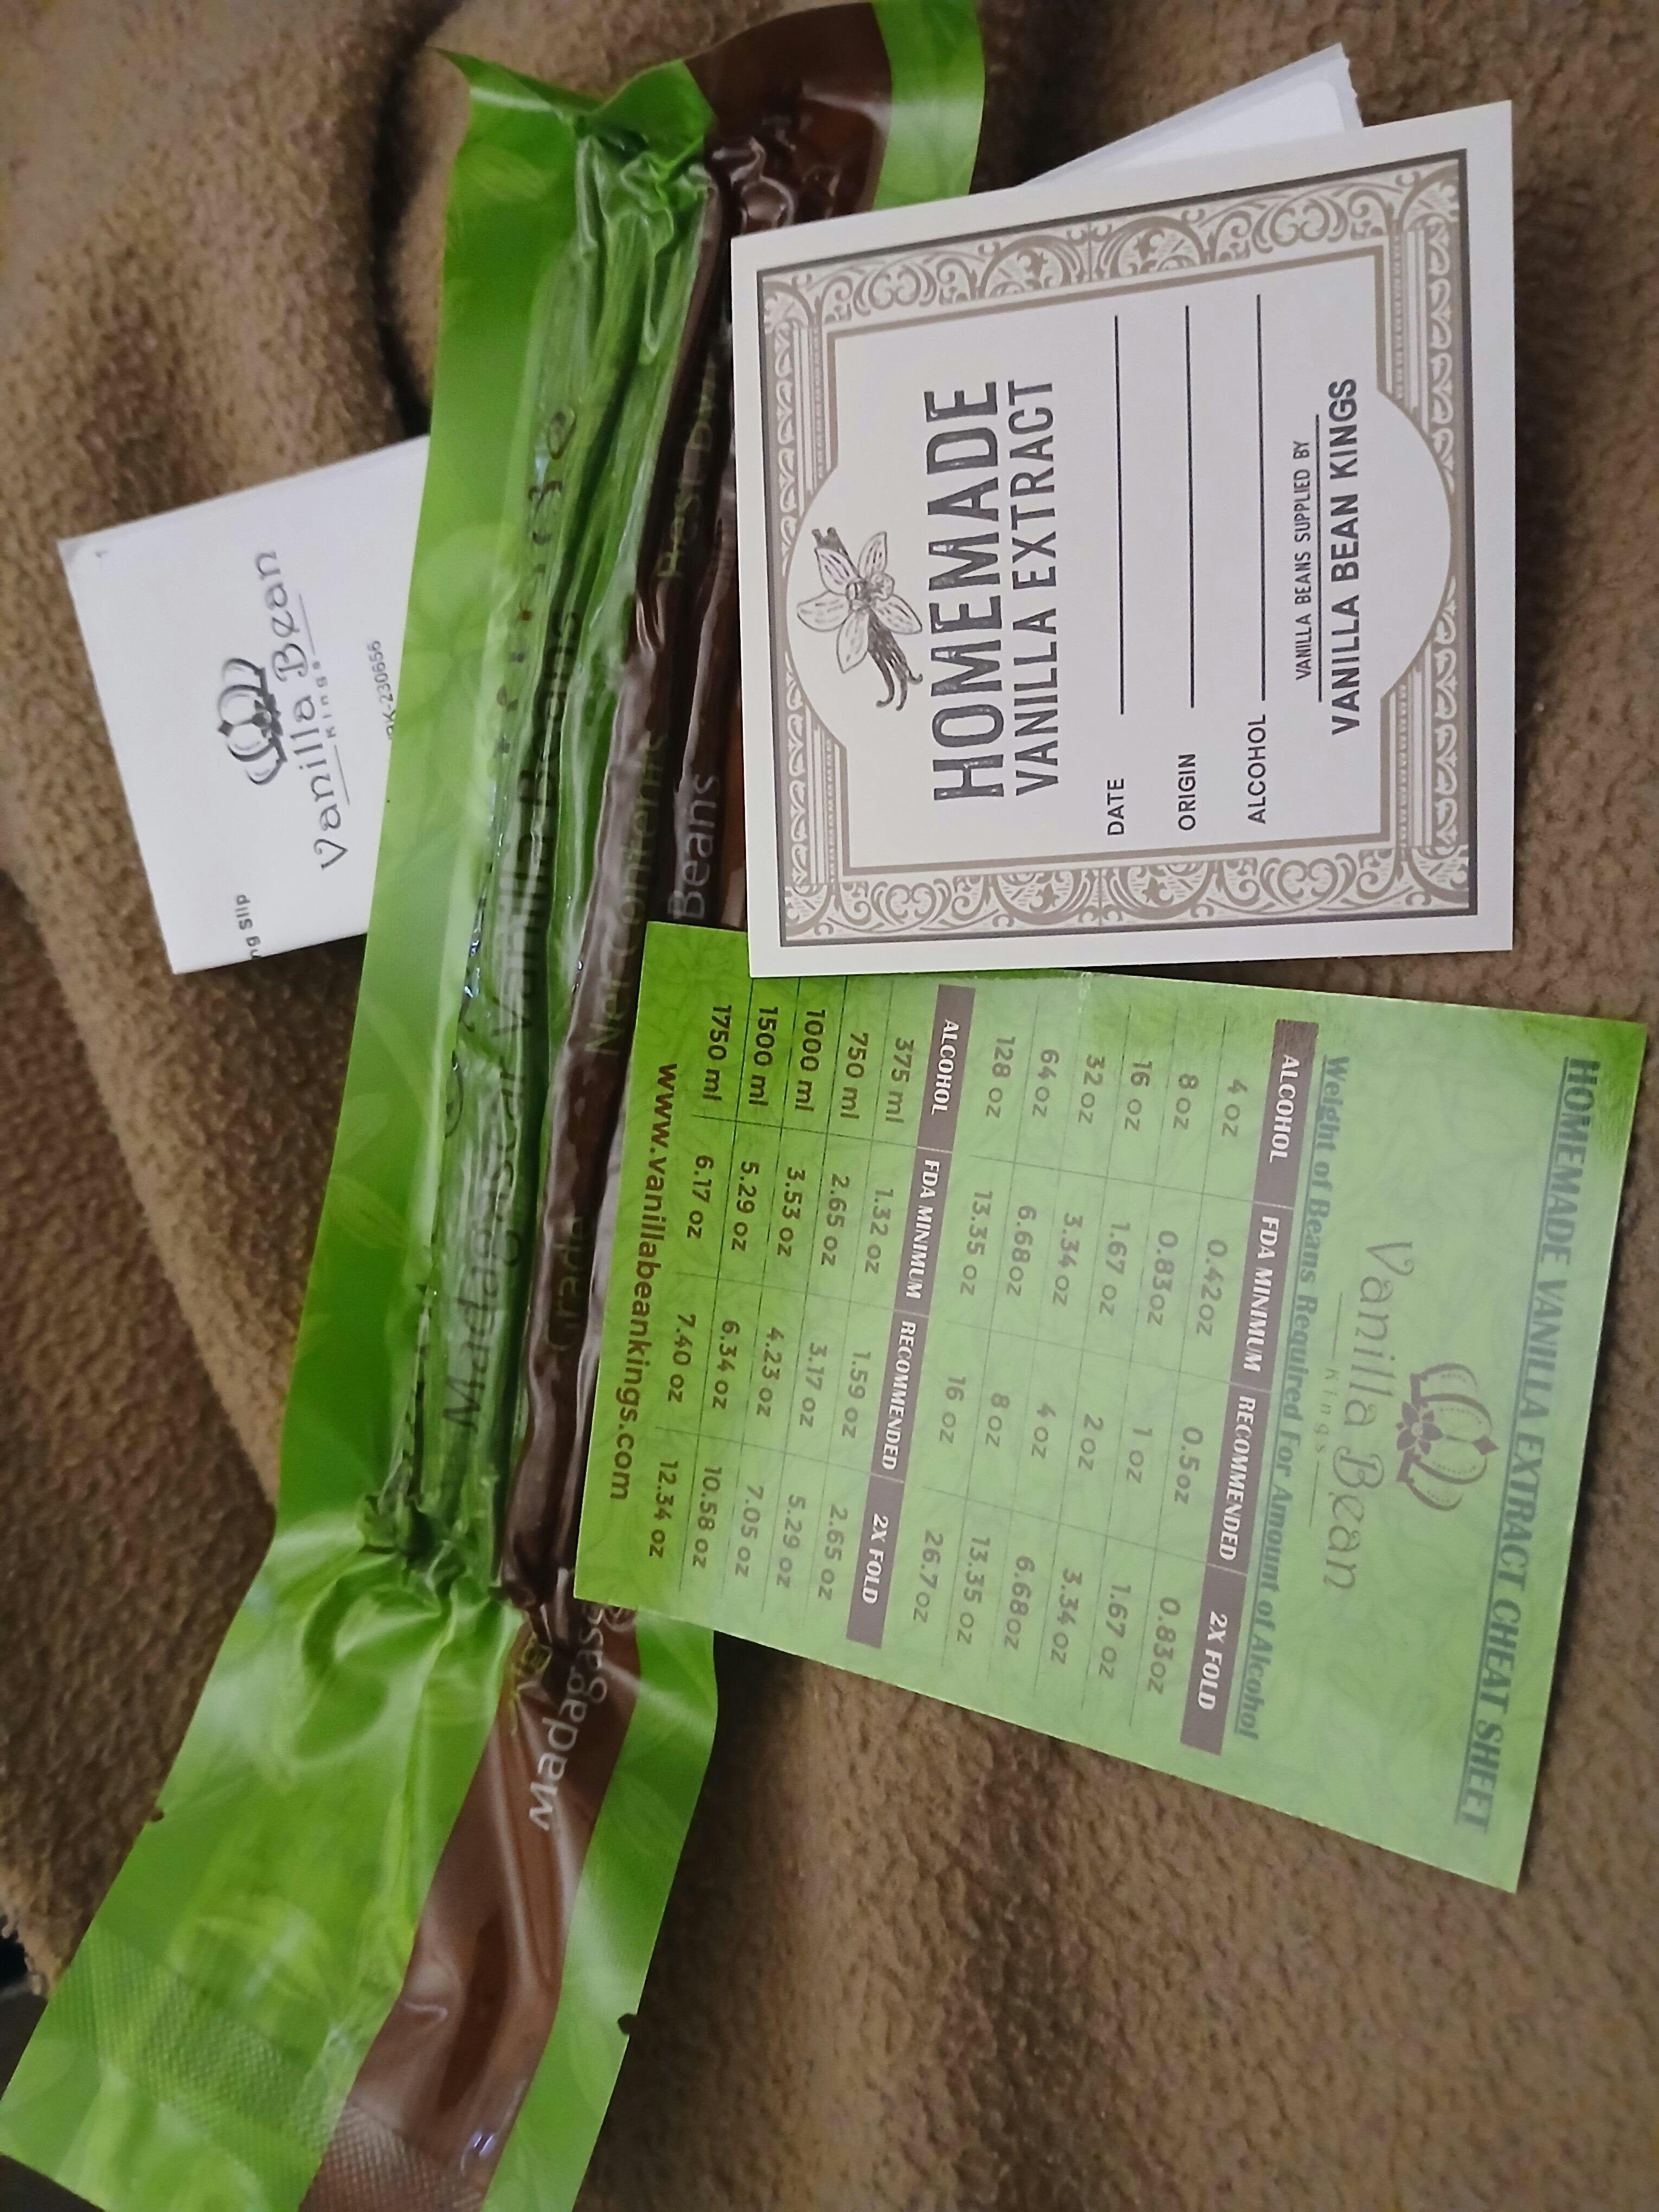 ng Slip
1
Vanilla Bean
Kings
PK-230656
Madagascar Vanilla Beans
Net Contents
Beans
Madagas
HOMEMADE
VANILLA EXTRACT
DATE
ORIGIN
ALCOHOL
VANILLA BEANS SUPPLIED BY
VANILLA BEAN KINGS
HOMEMADE VANILLA EXTRACT CHEAT SHEET
Vanilla Bean
Kings
Weight of Beans Required For Amount of Alcohol
ALCOHOL FDA MINIMUM RECOMMENDED 2X FOLD
4 oz 0.42oz 0.5oz 0.83oz
8 oz 0.83oz 1 oz 1.67 oz
16 oz 1.67 oz 2 oz 3.34 oz
32 oz 3.34 oz 4 oz 6.68oz
64 oz 6.68oz 8 oz 13.35 oz
128 oz 13.35 oz 16 oz 26.7oz
ALCOHOL FDA MINIMUM RECOMMENDED 2X FOLD
375 ml 1.32 oz 1.59 oz 2.65 oz
750 ml 2.65 oz 3.17 oz 5.29 oz
1000 ml 3.53 oz 4.23 oz 7.05 oz
1500 ml 5.29 oz 6.34 oz 10.58 oz
1750 ml 6.17 oz 7.40 oz 12.34 oz
www.vanillabeankings.com